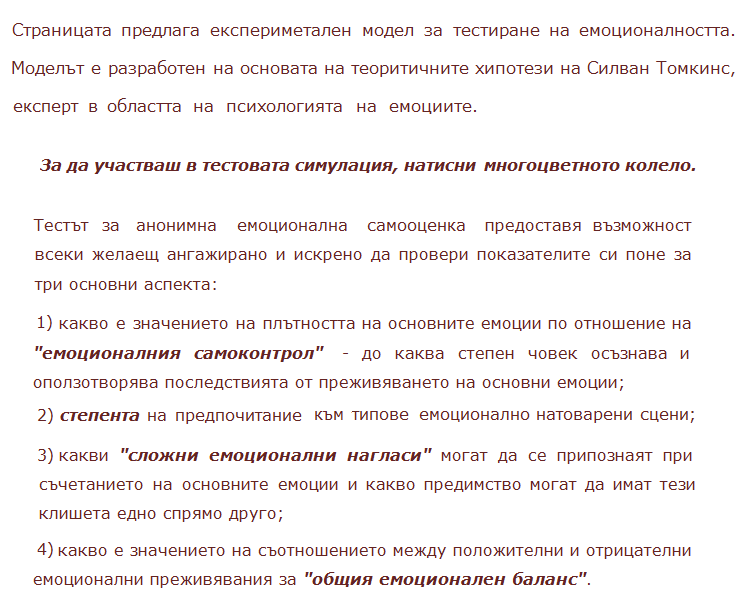 Страницата предлага експериметален модел за тестиране на емоционалността.
Моделът е разработен на основата на теоритичните хипотези на Силван Томкинс,
експерт в областта на психологията на емоциите.
За да участваш в тестовата симулация, натисни многоцветното колело.
Тестът за анонимна емоционална самооценка предоставя възможност
всеки желаещ ангажирано и искрено да провери показателите си поне за
три основни аспекта:
1) какво е значението на плътността на основните емоции по отношение на
"емоционалния самоконтрол" - до каква степен човек осъзнава и
оползотворява последствията от преживяването на основни емоции;
2) степента на предпочитание към типове емоционално натоварени сцени;
3) какви "сложни емоционални нагласи" могат да се припознаят при
съчетанието на основните емоции и какво предимство могат да имат тези
клишета едно спрямо друго;
4) какво е значението на съотношението между положителни и отрицателни
емоционални преживявания за "общия емоционален баланс".